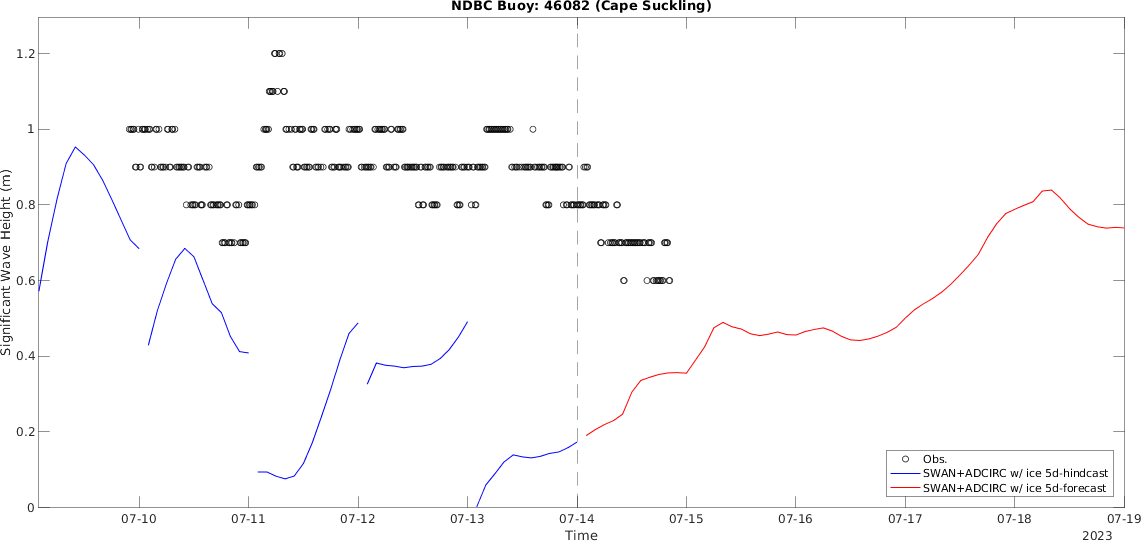 NDBC Buoy: 46082 (Cape Suckling)
1.2
1
0.8
0.6
0.4
0.2
0
Significant Wave Height (m)
Obs.
SWAN+ADCIRC w/ ice 5d-hindcast
SWAN+ADCIRC w/ ice 5d-forecast
07-10 07-11 07-12 07-13 07-14 07-15 07-16 07-17 07-18 07-19
Time
2023